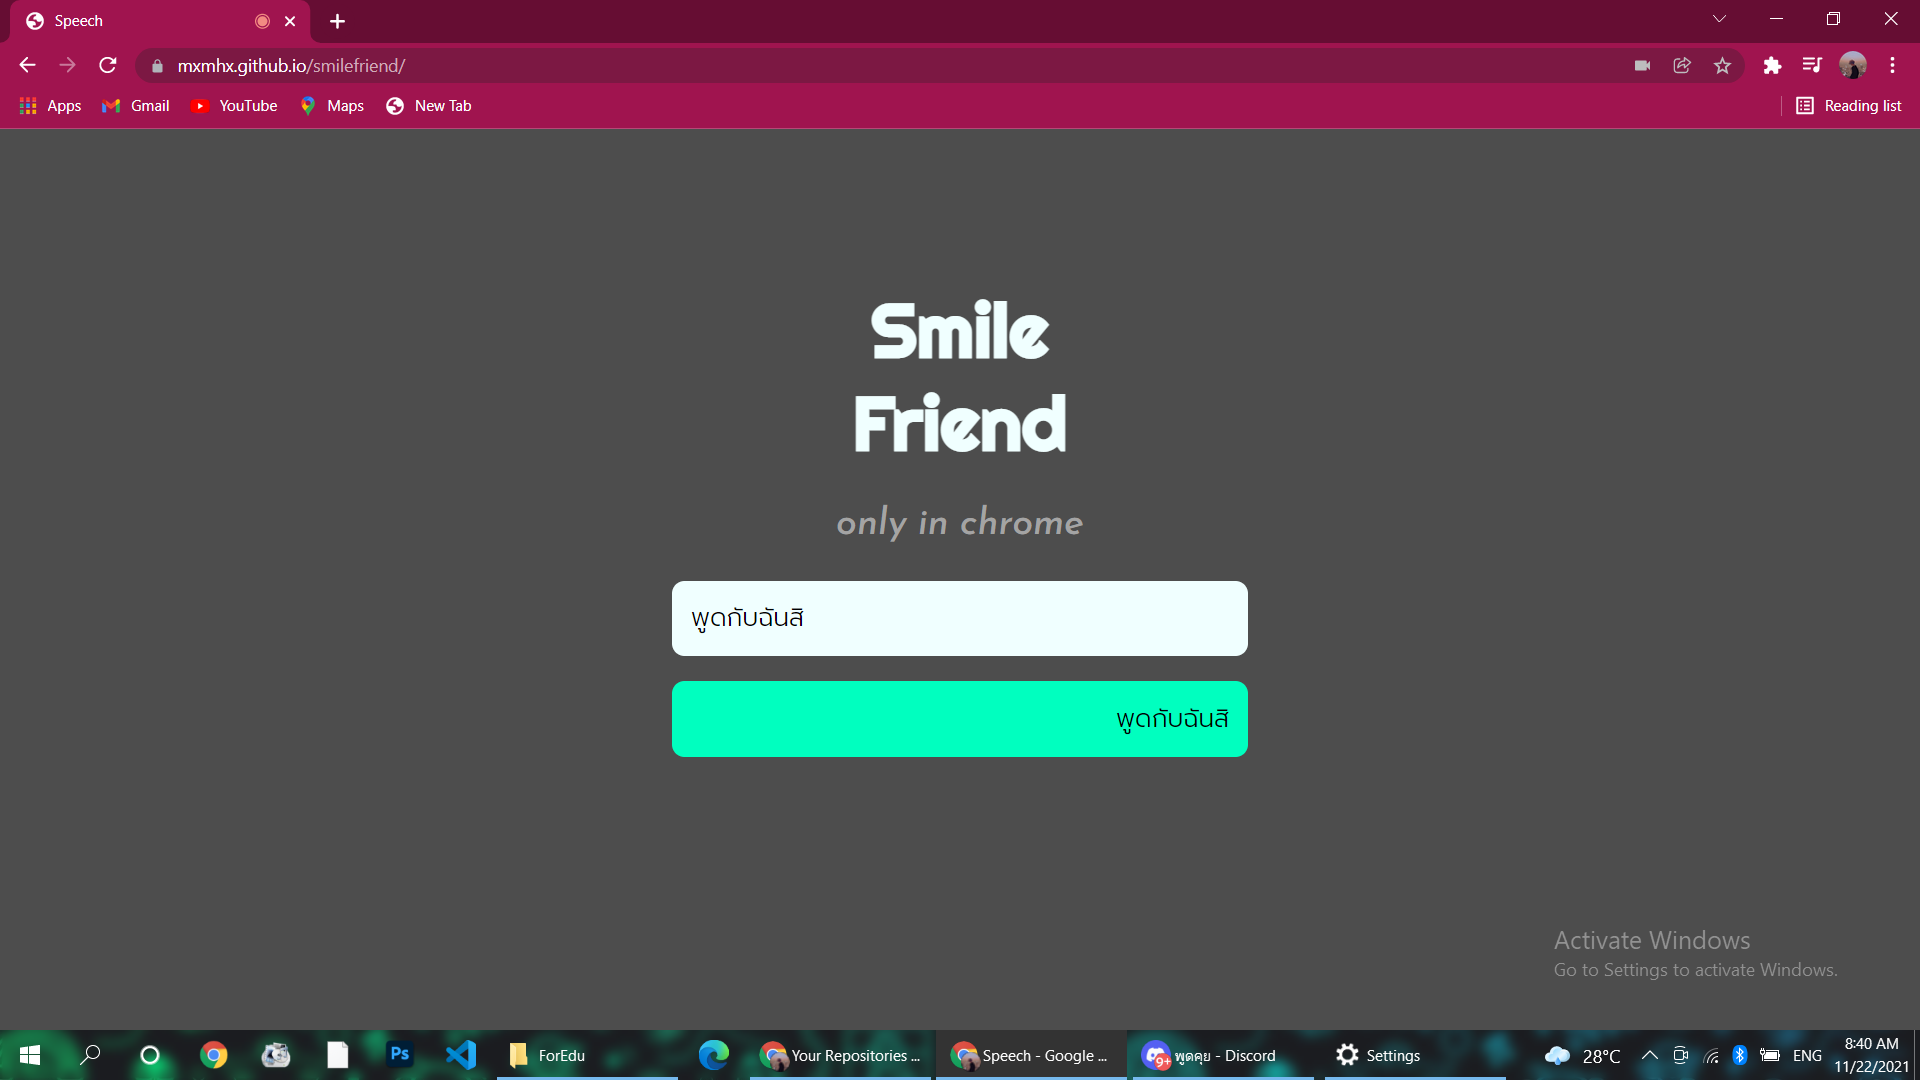 Speech
mxmhx.github.io/smilefriend/
Apps Gmail YouTube Maps New Tab Reading list
Smile
Friend
only in chrome
พูดกับฉันสิ
พูดกับฉันสิ
Activate Windows
Go to Settings to activate Windows.
Ps ForEdu Your Repositories ... Speech - Google ... 9+ พูดคุย - Discord Settings 28°C ENG 8:40 AM
11/22/2021